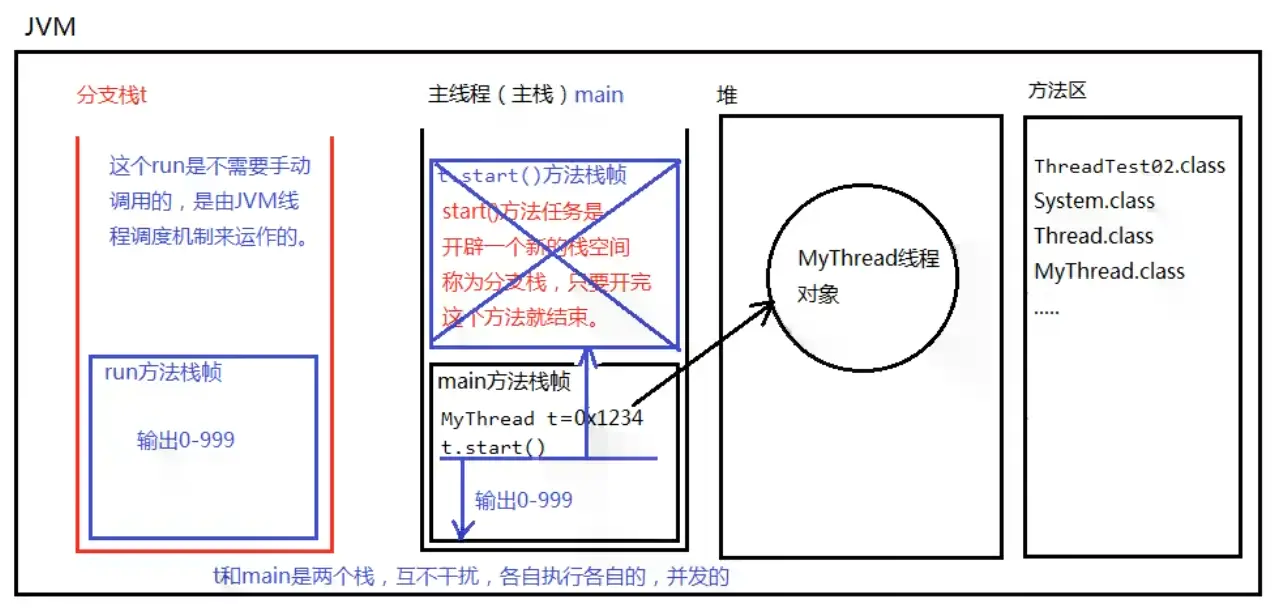 JVM
分支栈t
这个run是不需要手动
调用的，是由JVM线
程调度机制来运作的。
run方法栈帧
输出0-999
主线程（主栈）main
t.start()方法栈帧
start()方法任务是
开辟一个新的栈空间
称为分支栈，只要开完
这个方法就结束。
main方法栈帧
MyThread t=0x1234
t.start()
输出0-999
堆
MyThread线程
对象
方法区
ThreadTest02.class
System.class
Thread.class
MyThread.class
.....
t和main是两个栈，互不干扰，各自执行各自的，并发的